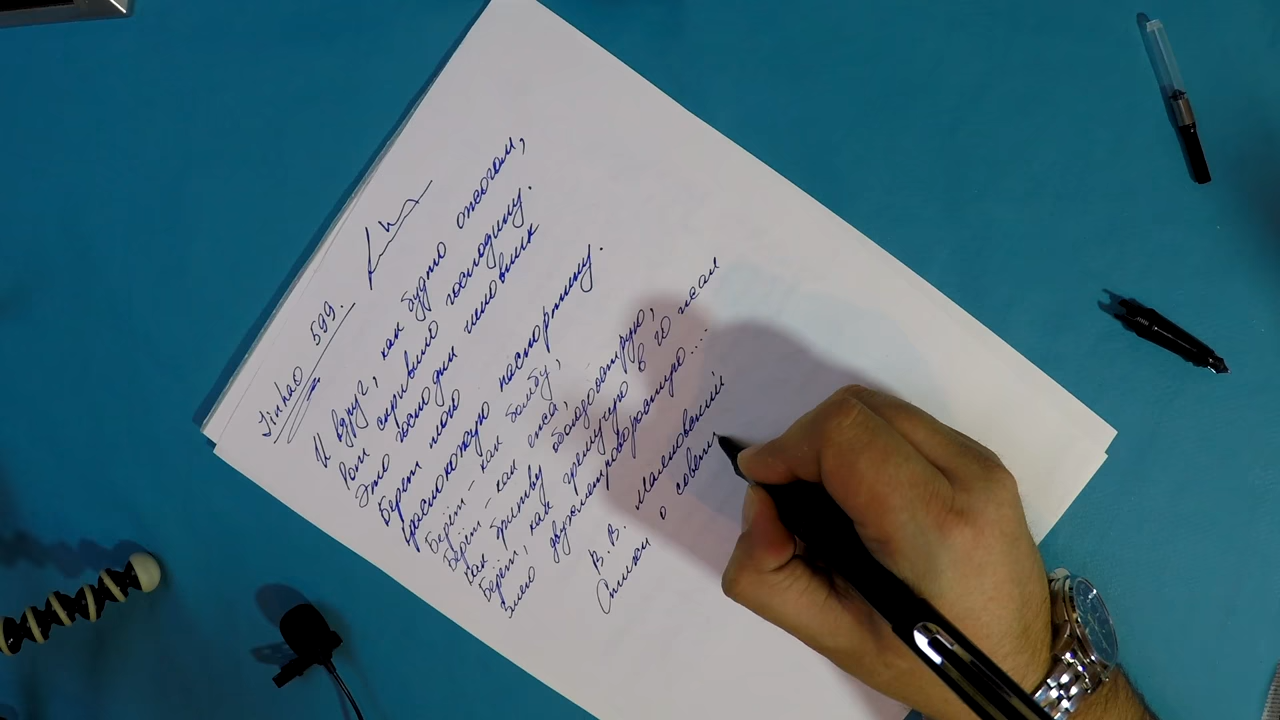 Jinhao 599.
И вдруг, как будто ожогом,
рот скривило господину.
Это господин чиновник
берёт мою
краснокожую паспортину.
Берёт - как бомбу,
Берёт - как ежа,
как бритву обоюдоострую,
Берёт, как гремучую в 20 жал
змею двухметроворостую...
В. В. Маяковский
Стихи о совет